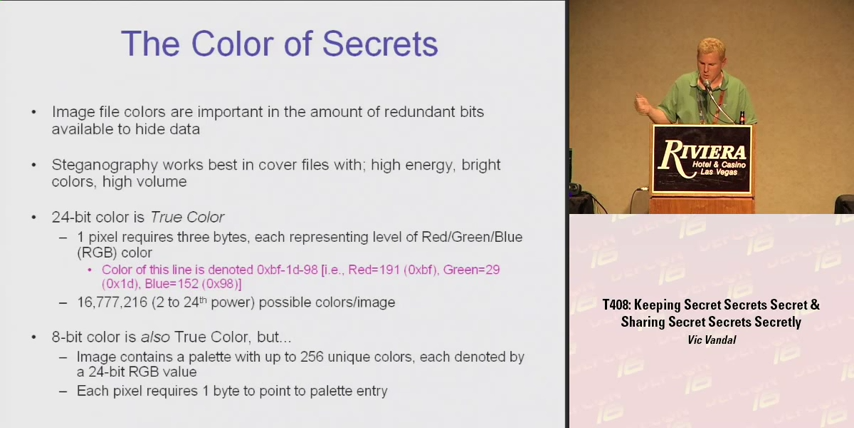 The Color of Secrets
• Image file colors are important in the amount of redundant bits
available to hide data
• Steganography works best in cover files with; high energy, bright
colors, high volume
• 24-bit color is True Color
– 1 pixel requires three bytes, each representing level of Red/Green/Blue
(RGB) color
• Color of this line is denoted 0xbf-1d-98 [i.e., Red=191 (0xbf), Green=29
(0x1d), Blue=152 (0x98)]
– 16,777,216 (2 to 24th power) possible colors/image
• 8-bit color is also True Color, but...
– Image contains a palette with up to 256 unique colors, each denoted by
a 24-bit RGB value
– Each pixel requires 1 byte to point to palette entry
RIVIERA
Hotel & Casino
Las Vegas
T408: Keeping Secret Secrets Secret &
Sharing Secret Secrets Secretly
Vic Vandal